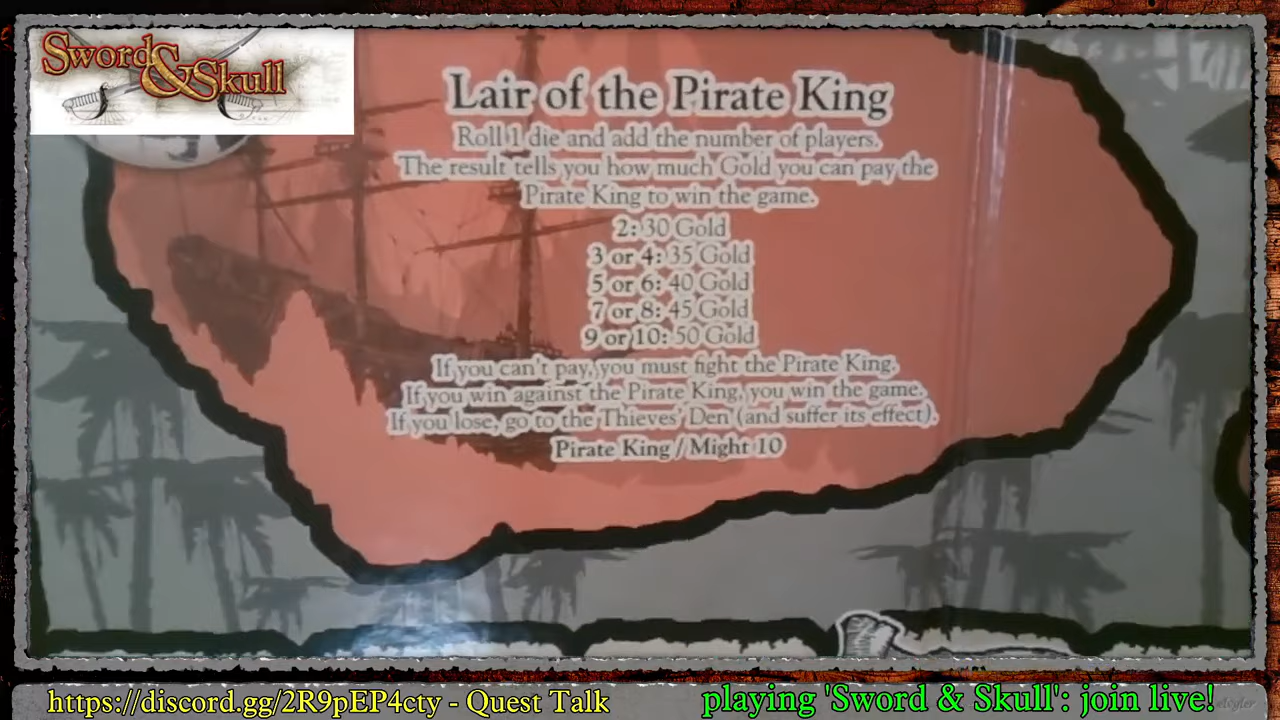 Sword & Skull
Lair of the Pirate King
Roll 1 die and add the number of players.
The result tells you how much Gold you can pay the
Pirate King to win the game.
2: 30 Gold
3 or 4: 35 Gold
5 or 6: 40 Gold
7 or 8: 45 Gold
9 or 10: 50 Gold
If you can't pay, you must fight the Pirate King.
If you win against the Pirate King, you win the game.
If you lose, go to the Thieves' Den (and suffer its effect).
Pirate King / Might 10
https://discord.gg/2R9pEP4cty - Quest Talk
playing 'Sword & Skull': join live!